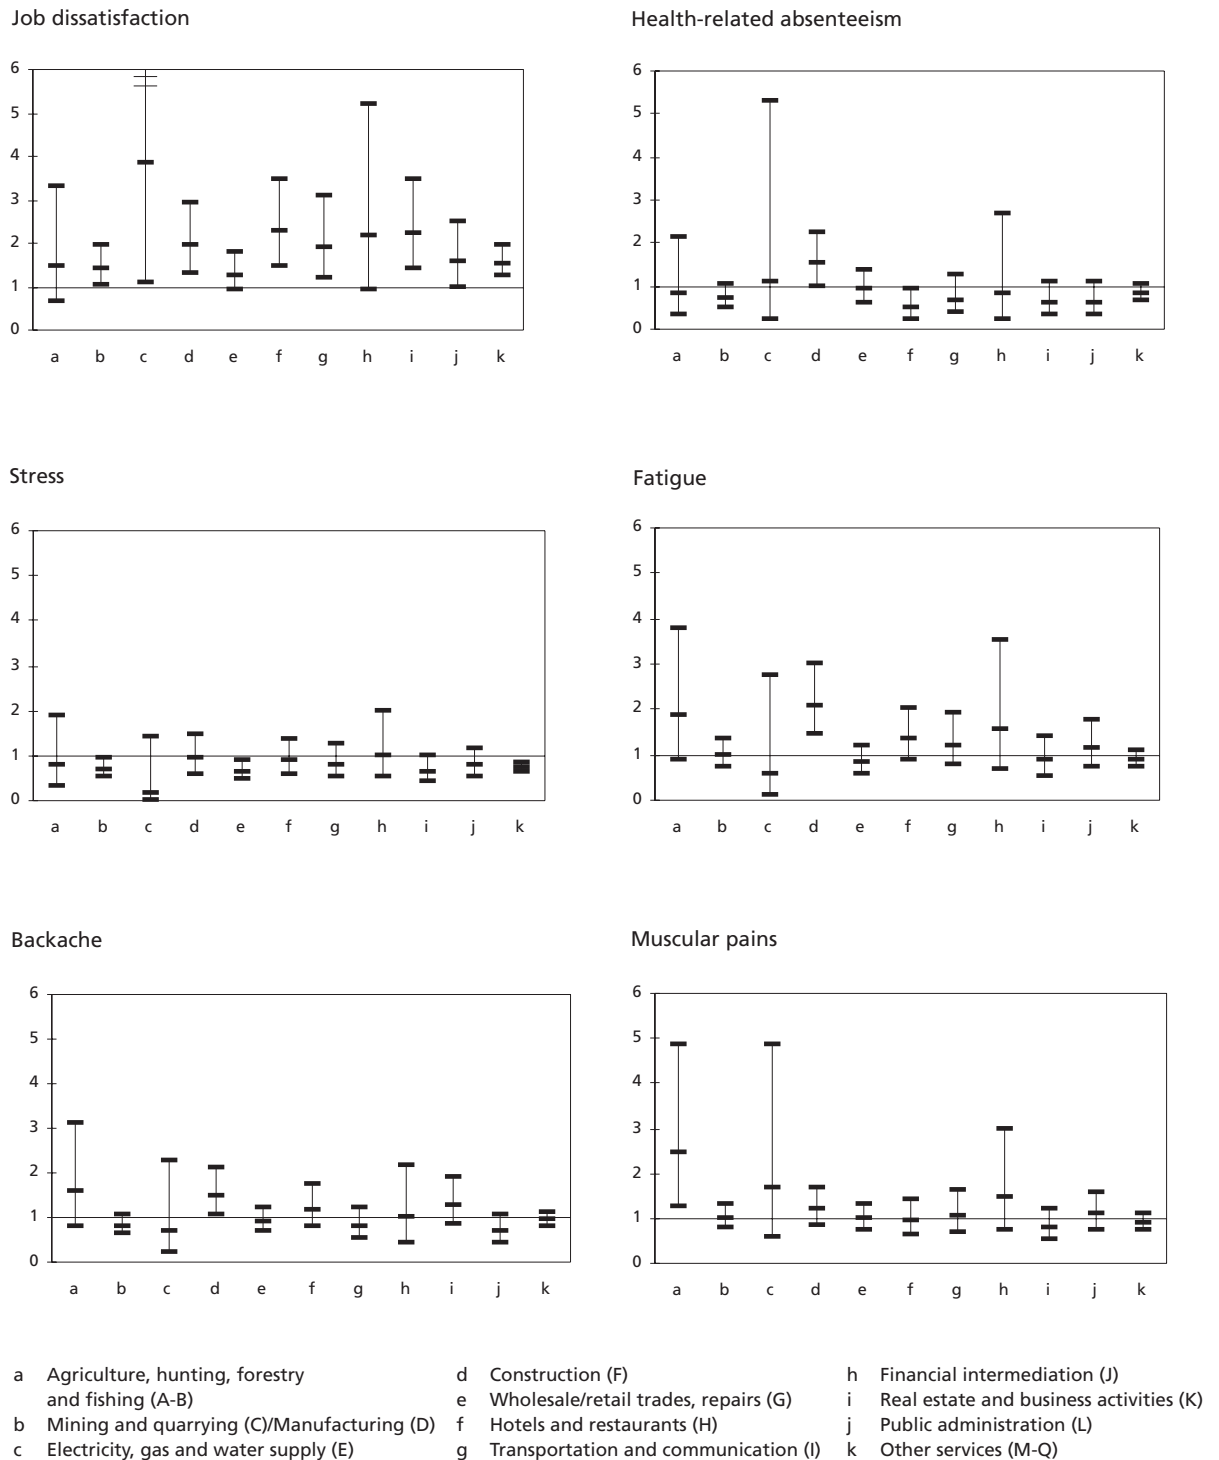 Job dissatisfaction
Health-related absenteeism
6
5
4
3
2
1
0
a b c d e f g h i j k
6
5
4
3
2
1
0
a b c d e f g h i j k
Stress
Fatigue
6
5
4
3
2
1
0
a b c d e f g h i j k
6
5
4
3
2
1
0
a b c d e f g h i j k
Backache
Muscular pains
6
5
4
3
2
1
0
a b c d e f g h i j k
6
5
4
3
2
1
0
a b c d e f g h i j k
a Agriculture, hunting, forestry
and fishing (A-B)
b Mining and quarrying (C)/Manufacturing (D)
c Electricity, gas and water supply (E)
d Construction (F)
e Wholesale/retail trades, repairs (G)
f Hotels and restaurants (H)
g Transportation and communication (I)
h Financial intermediation (J)
i Real estate and business activities (K)
j Public administration (L)
k Other services (M-Q)